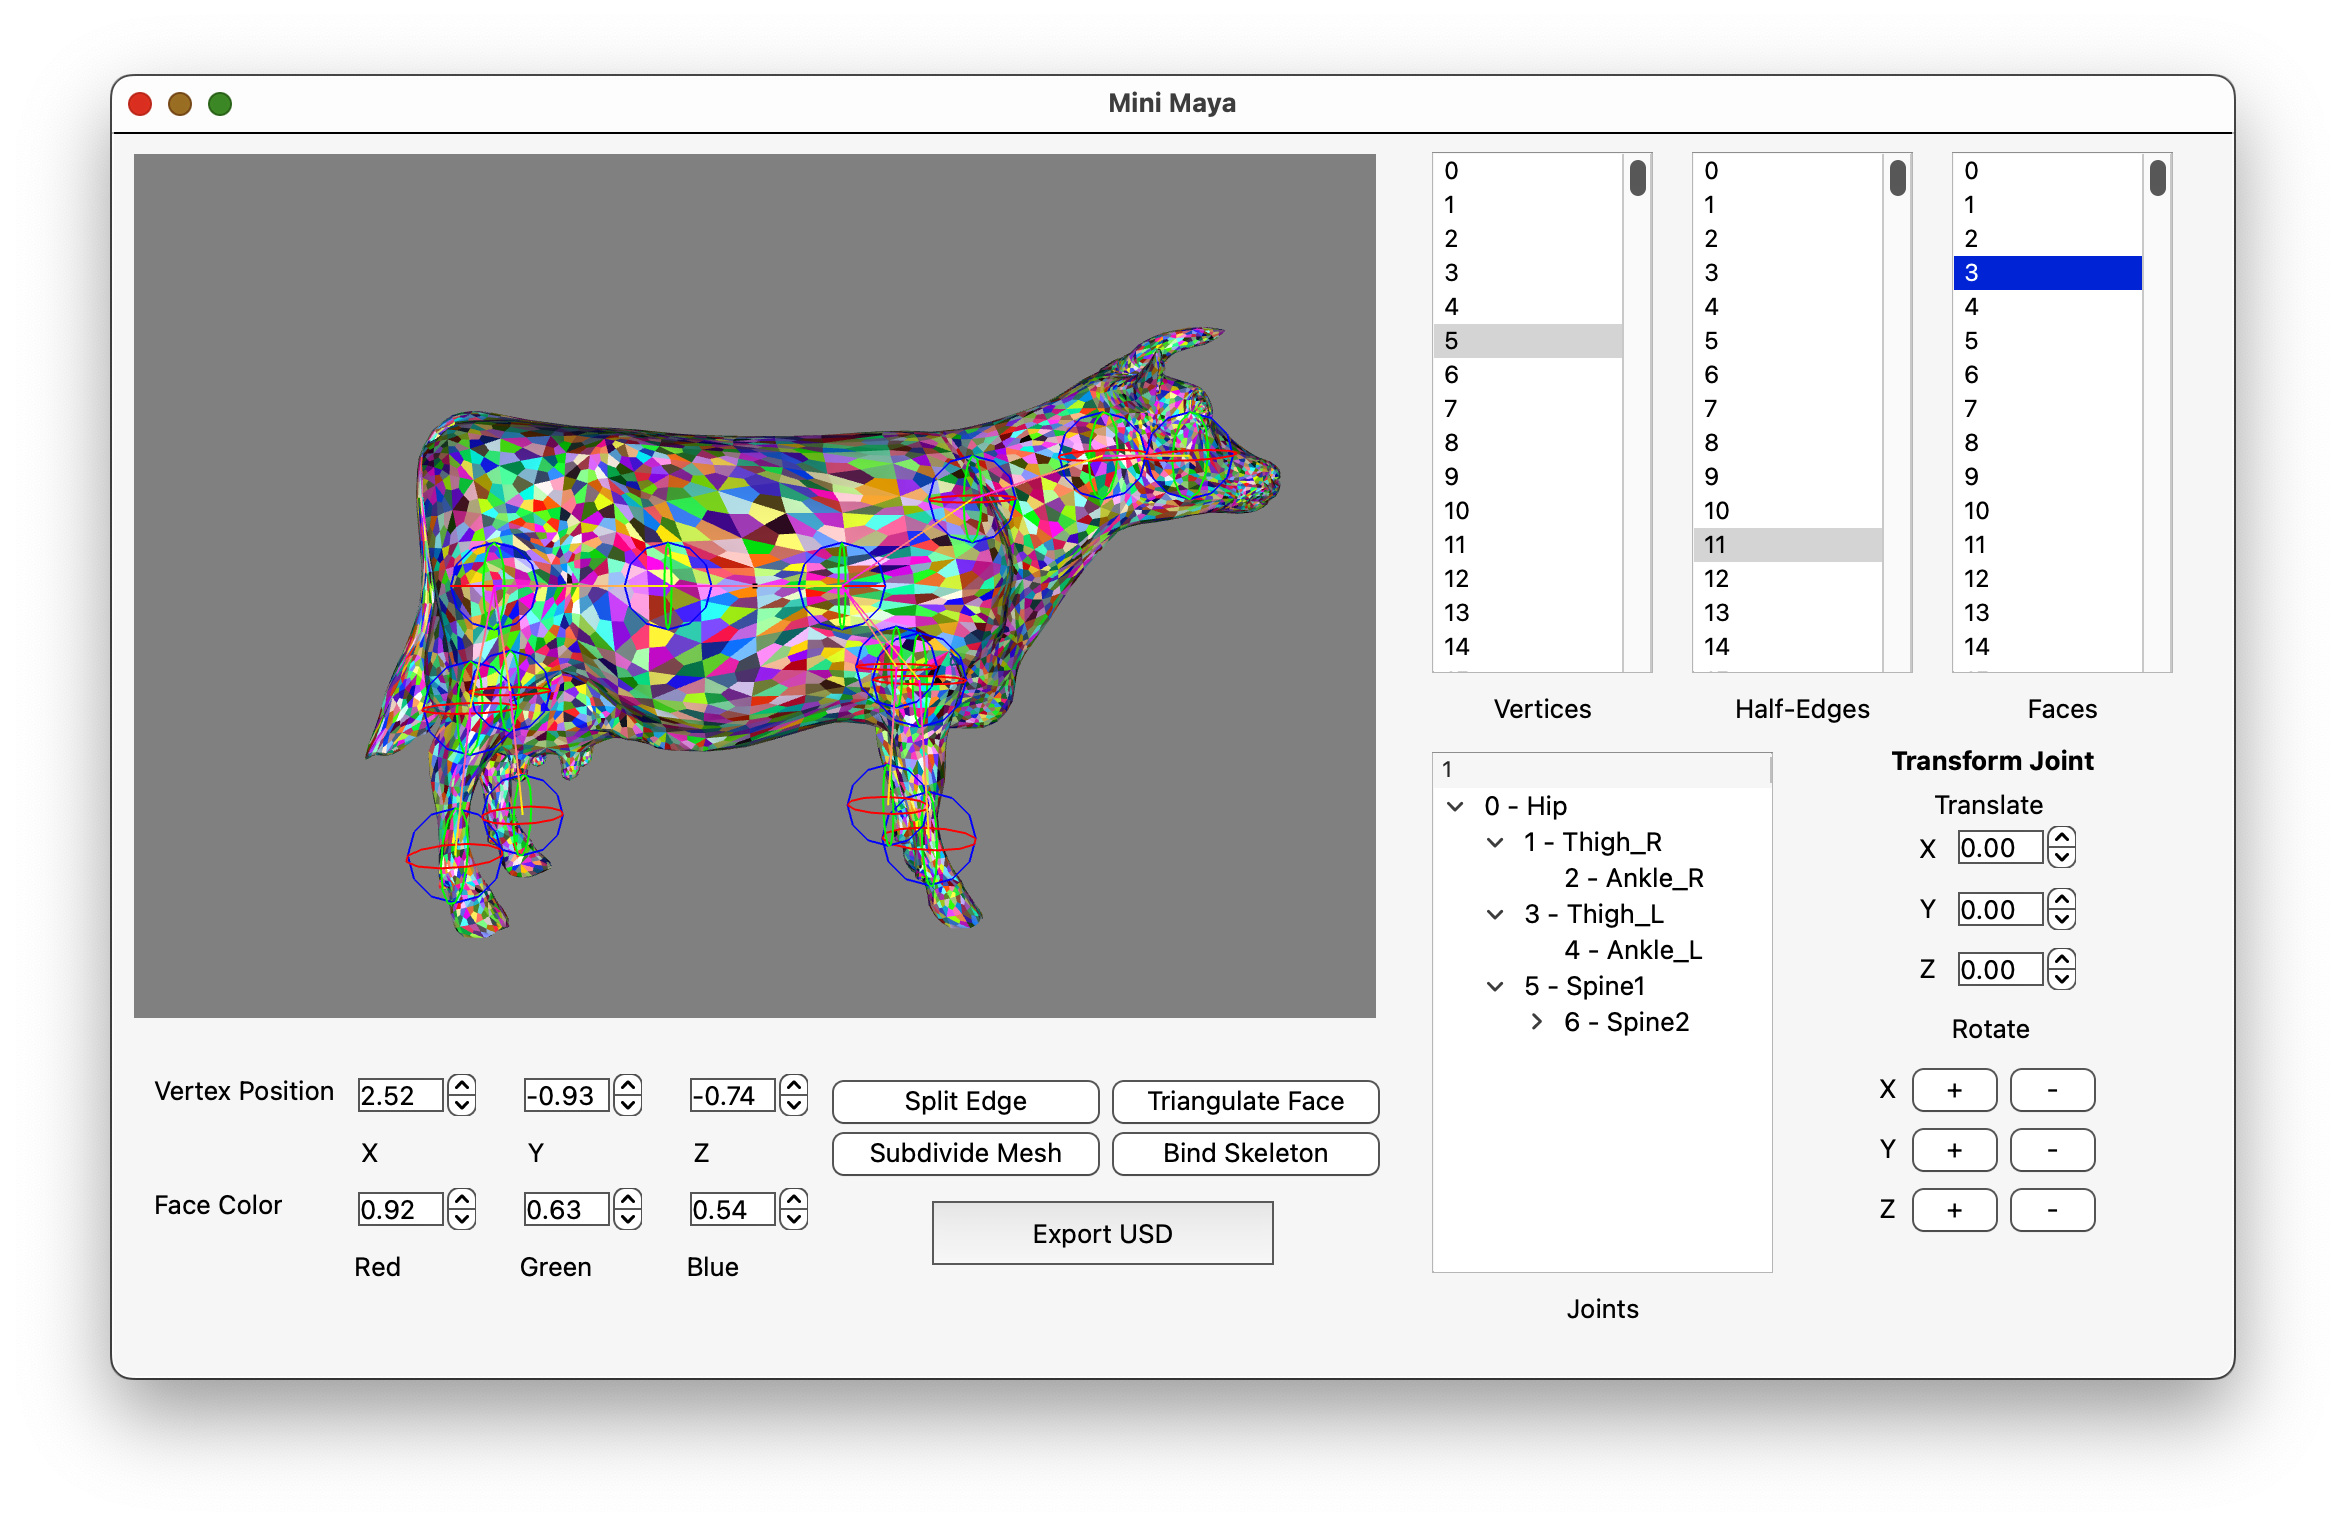 Mini Maya
0
1
2
3
4
5
6
7
8
9
10
11
12
13
14
Vertices
0
1
2
3
4
5
6
7
8
9
10
11
12
13
14
Half-Edges
0
1
2
3
4
5
6
7
8
9
10
11
12
13
14
Faces
1
0 - Hip
1 - Thigh_R
2 - Ankle_R
3 - Thigh_L
4 - Ankle_L
5 - Spine1
6 - Spine2
Joints
Transform Joint
Translate
X 0.00
Y 0.00
Z 0.00
Rotate
X + -
Y + -
Z + -
Vertex Position 2.52 -0.93 -0.74
X Y Z
Face Color 0.92 0.63 0.54
Red Green Blue
Split Edge Triangulate Face
Subdivide Mesh Bind Skeleton
Export USD